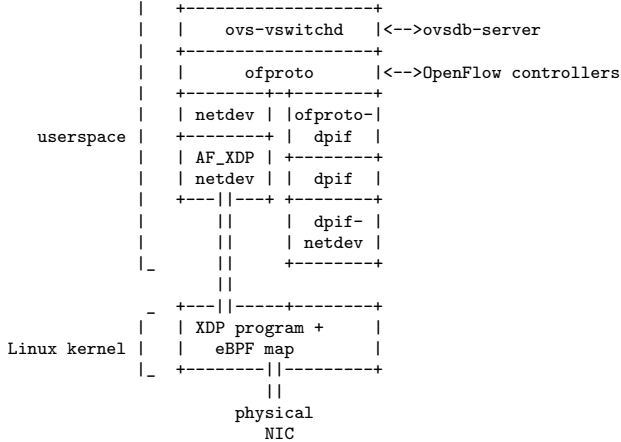 ovs-vswitchd |<-->ovsdb-server
ofproto |<-->OpenFlow controllers
netdev | |ofproto-|
userspace | +--------+ | dpif |
| AF_XDP | +--------+
| netdev | | dpif |
| dpif- |
| netdev |
| XDP program + |
Linux kernel | | eBPF map |
physical
NIC